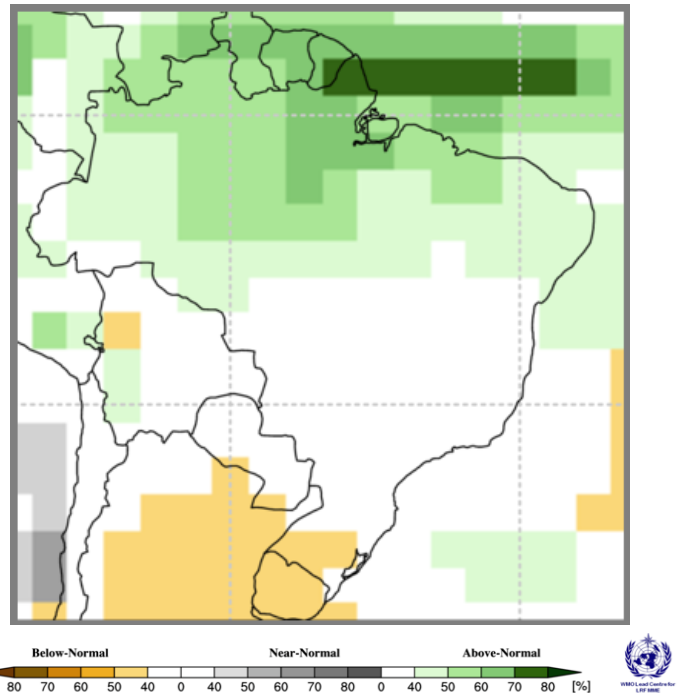 Below-Normal Near-Normal Above-Normal
80 70 60 50 40 0 40 50 60 70 80 0 40 50 60 70 80 [%]
WMO Lead Centre for
LRF MME